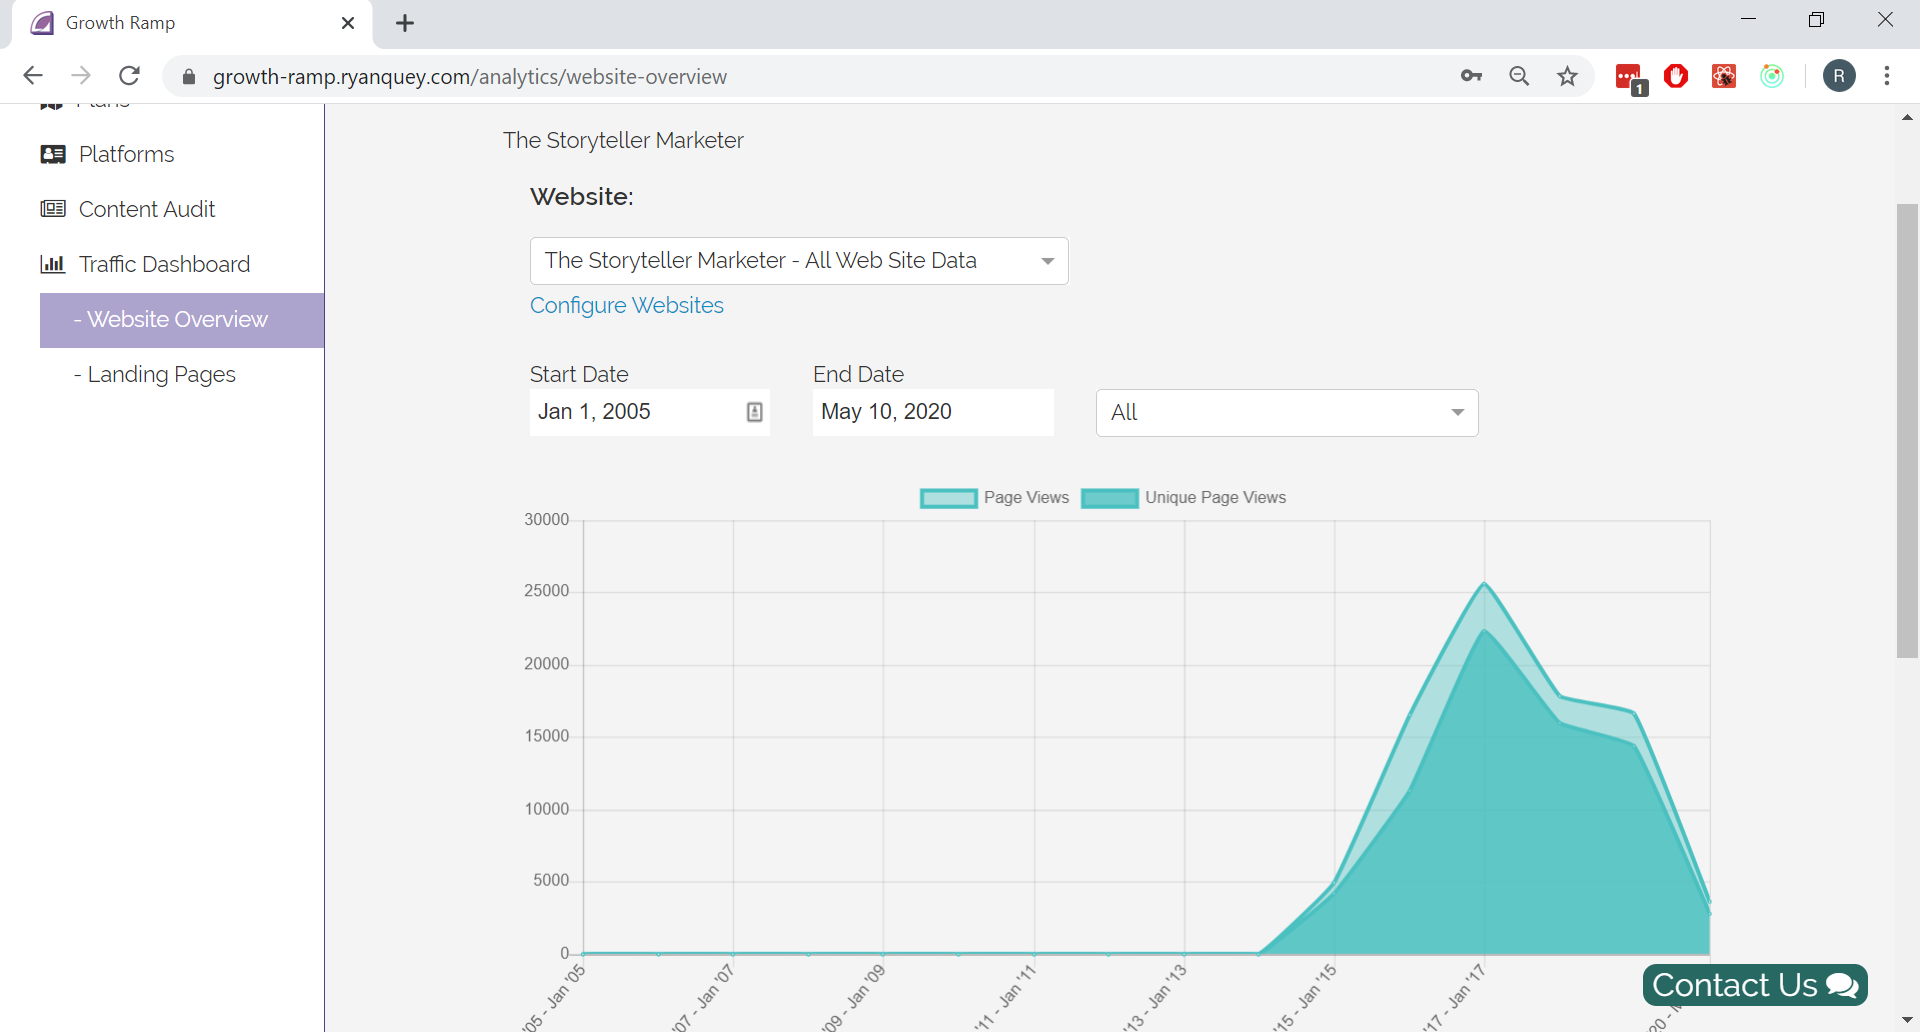 Growth Ramp
growth-ramp.ryanquey.com/analytics/website-overview
1
R
Plans
Platforms
Content Audit
Traffic Dashboard
- Website Overview
- Landing Pages
The Storyteller Marketer
Website:
The Storyteller Marketer - All Web Site Data
Configure Websites
Start Date
End Date
Jan 1, 2005
May 10, 2020
All
Page Views
Unique Page Views
30000
25000
20000
15000
10000
5000
0
05 - Jan '05
'07 - Jan '07
09 - Jan '09
'11 - Jan '11
'13 - Jan '13
'15 - Jan '15
'17 - Jan '17
Contact Us